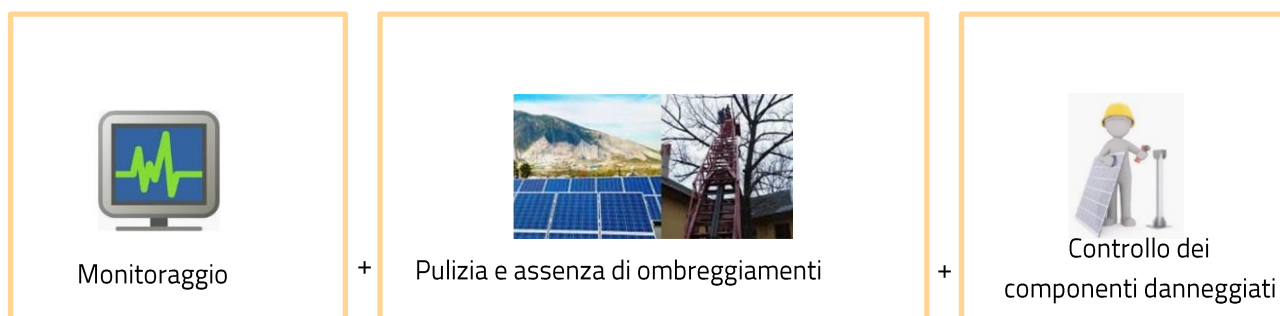 Monitoraggio
+
Pulizia e assenza di ombreggiamenti
+
Controllo dei
componenti danneggiati